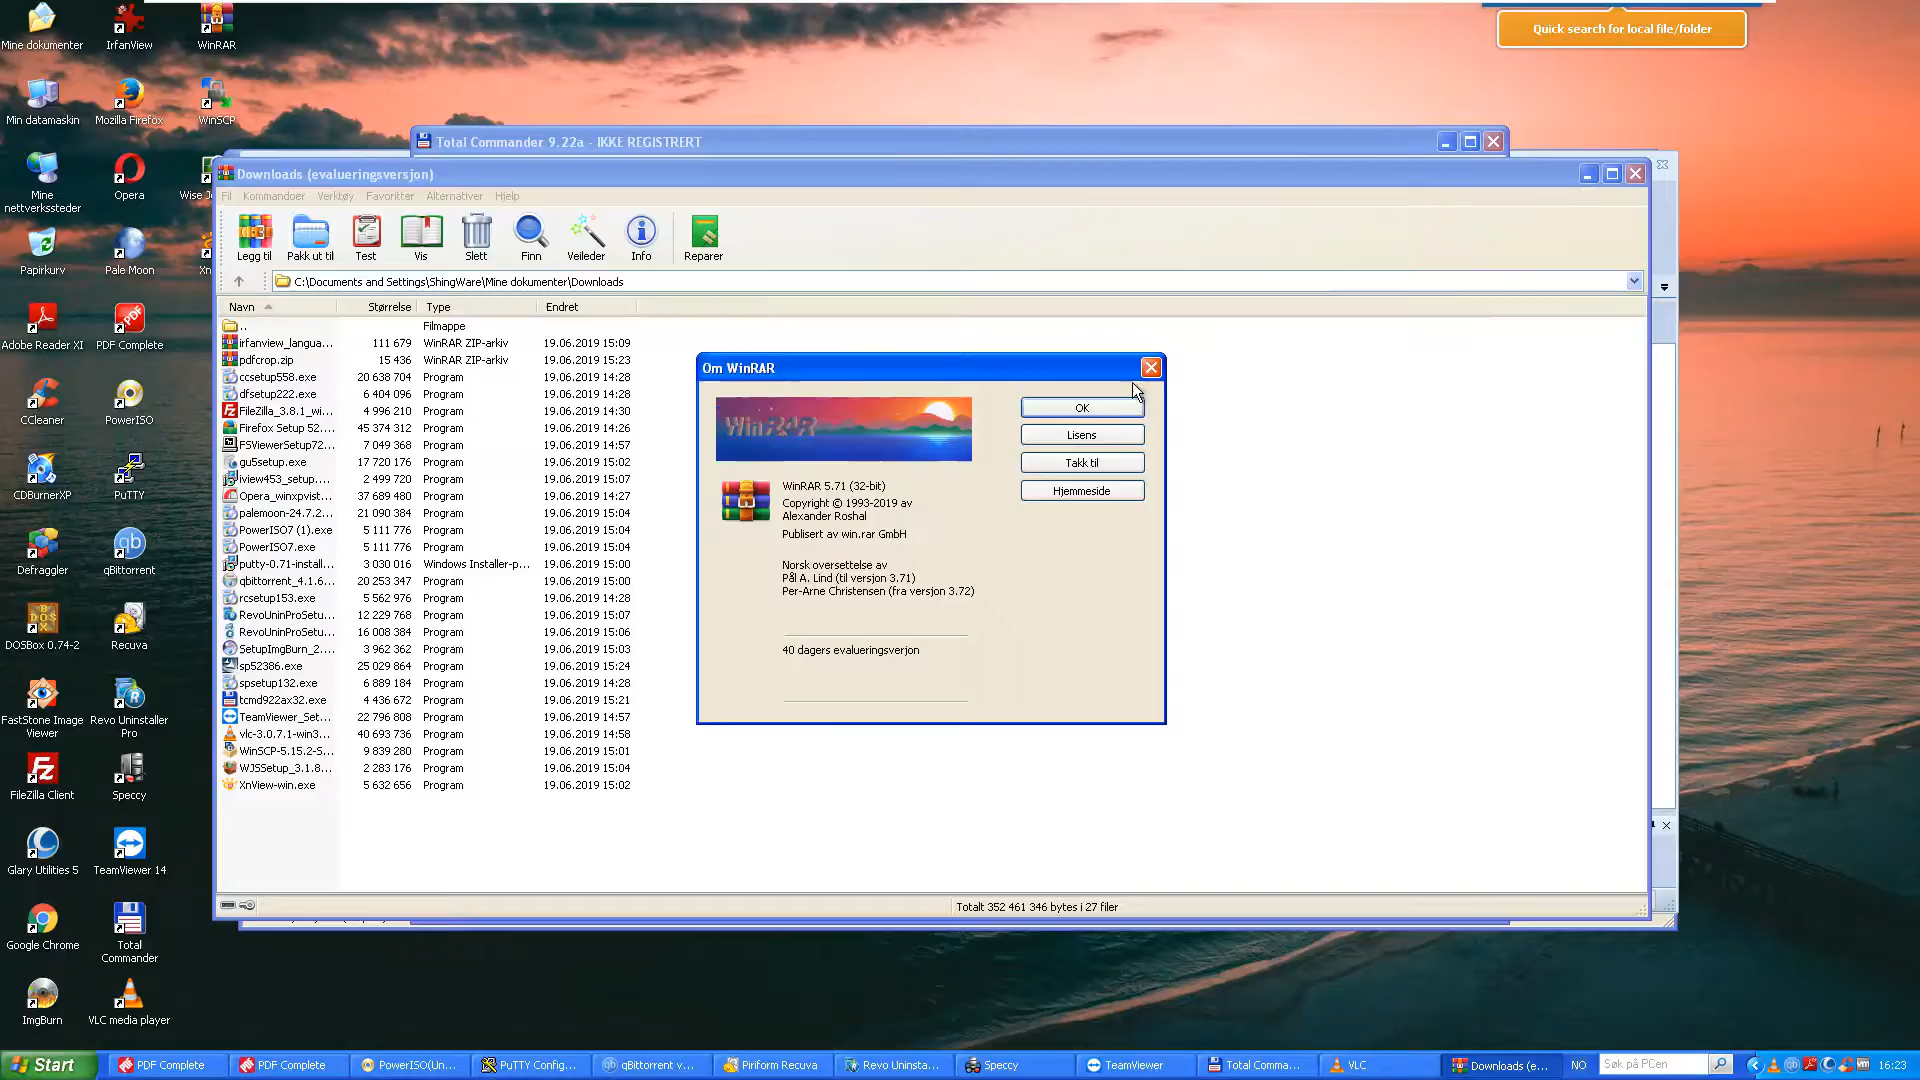 Quick search for local file/folder
Mine dokumenter
IrfanView
WinRAR
Min datamaskin
Mozilla Firefox
WinSCP
Mine nettverkssteder
Opera
Wise J
Papirkurv
Pale Moon
Xn
Adobe Reader XI
PDF Complete
CCleaner
PowerISO
CDBurnerXP
PuTTY
Defraggler
qBittorrent
DOSBox 0.74-2
Recuva
FastStone Image Viewer
Revo Uninstaller Pro
FileZilla Client
Speccy
Glary Utilities 5
TeamViewer 14
Google Chrome
Total Commander
ImgBurn
VLC media player
Total Commander 9.22a - IKKE REGISTRERT
Downloads (evalueringsversjon)
Fil Kommandoer Verktøy Favoritter Alternativer Hjelp
Legg til Pakk ut til Test Vis Slett Finn Veileder Info Reparer
C:\Documents and Settings\ShingWare\Mine dokumenter\Downloads
Navn Størrelse Type Endret
.. Filmappe
irfanview_langua... 111 679 WinRAR ZIP-arkiv 19.06.2019 15:09
pdfcrop.zip 15 436 WinRAR ZIP-arkiv 19.06.2019 15:23
ccsetup558.exe 20 638 704 Program 19.06.2019 14:28
dfsetup222.exe 6 404 096 Program 19.06.2019 14:28
FileZilla_3.8.1_wi... 4 996 210 Program 19.06.2019 14:30
Firefox Setup 52.... 45 374 312 Program 19.06.2019 14:26
FSViewerSetup72... 7 049 368 Program 19.06.2019 14:57
gu5setup.exe 17 720 176 Program 19.06.2019 15:02
iview453_setup.... 2 499 720 Program 19.06.2019 15:07
Opera_winxpvist... 37 689 480 Program 19.06.2019 14:27
palemoon-24.7.2... 21 090 384 Program 19.06.2019 15:04
PowerISO7 (1).exe 5 111 776 Program 19.06.2019 15:04
PowerISO7.exe 5 111 776 Program 19.06.2019 15:04
putty-0.71-install... 3 030 016 Windows Installer-p... 19.06.2019 15:00
qbittorrent_4.1.6... 20 253 347 Program 19.06.2019 15:00
rcsetup153.exe 5 562 976 Program 19.06.2019 14:28
RevoUninProSetu... 12 229 768 Program 19.06.2019 15:07
RevoUninProSetu... 16 008 384 Program 19.06.2019 15:06
SetupImgBurn_2.... 3 962 362 Program 19.06.2019 15:03
sp52386.exe 25 029 864 Program 19.06.2019 15:24
spsetup132.exe 6 889 184 Program 19.06.2019 14:28
tcmd922ax32.exe 4 436 672 Program 19.06.2019 15:21
TeamViewer_Set... 22 796 808 Program 19.06.2019 14:57
vlc-3.0.7.1-win3... 40 693 736 Program 19.06.2019 14:58
WinSCP-5.15.2-S... 9 839 280 Program 19.06.2019 15:01
WJSSetup_3.1.8... 2 283 176 Program 19.06.2019 15:04
XnView-win.exe 5 632 656 Program 19.06.2019 15:02
Totalt 352 461 346 bytes i 27 filer
Om WinRAR
WinRAR
OK
Lisens
Takk til
Hjemmeside
WinRAR 5.71 (32-bit)
Copyright © 1993-2019 av
Alexander Roshal
Publisert av win.rar GmbH
Norsk oversettelse av
Pål A. Lind (til versjon 3.71)
Per-Arne Christensen (fra versjon 3.72)
40 dagers evalueringsverjon
Start
PDF Complete
PDF Complete
PowerISO(Un...
PuTTY Config...
qBittorrent v...
Piriform Recuva
Revo Uninsta...
Speccy
TeamViewer
Total Comma...
VLC
Downloads (e...
NO
Søk på PCen
16:23